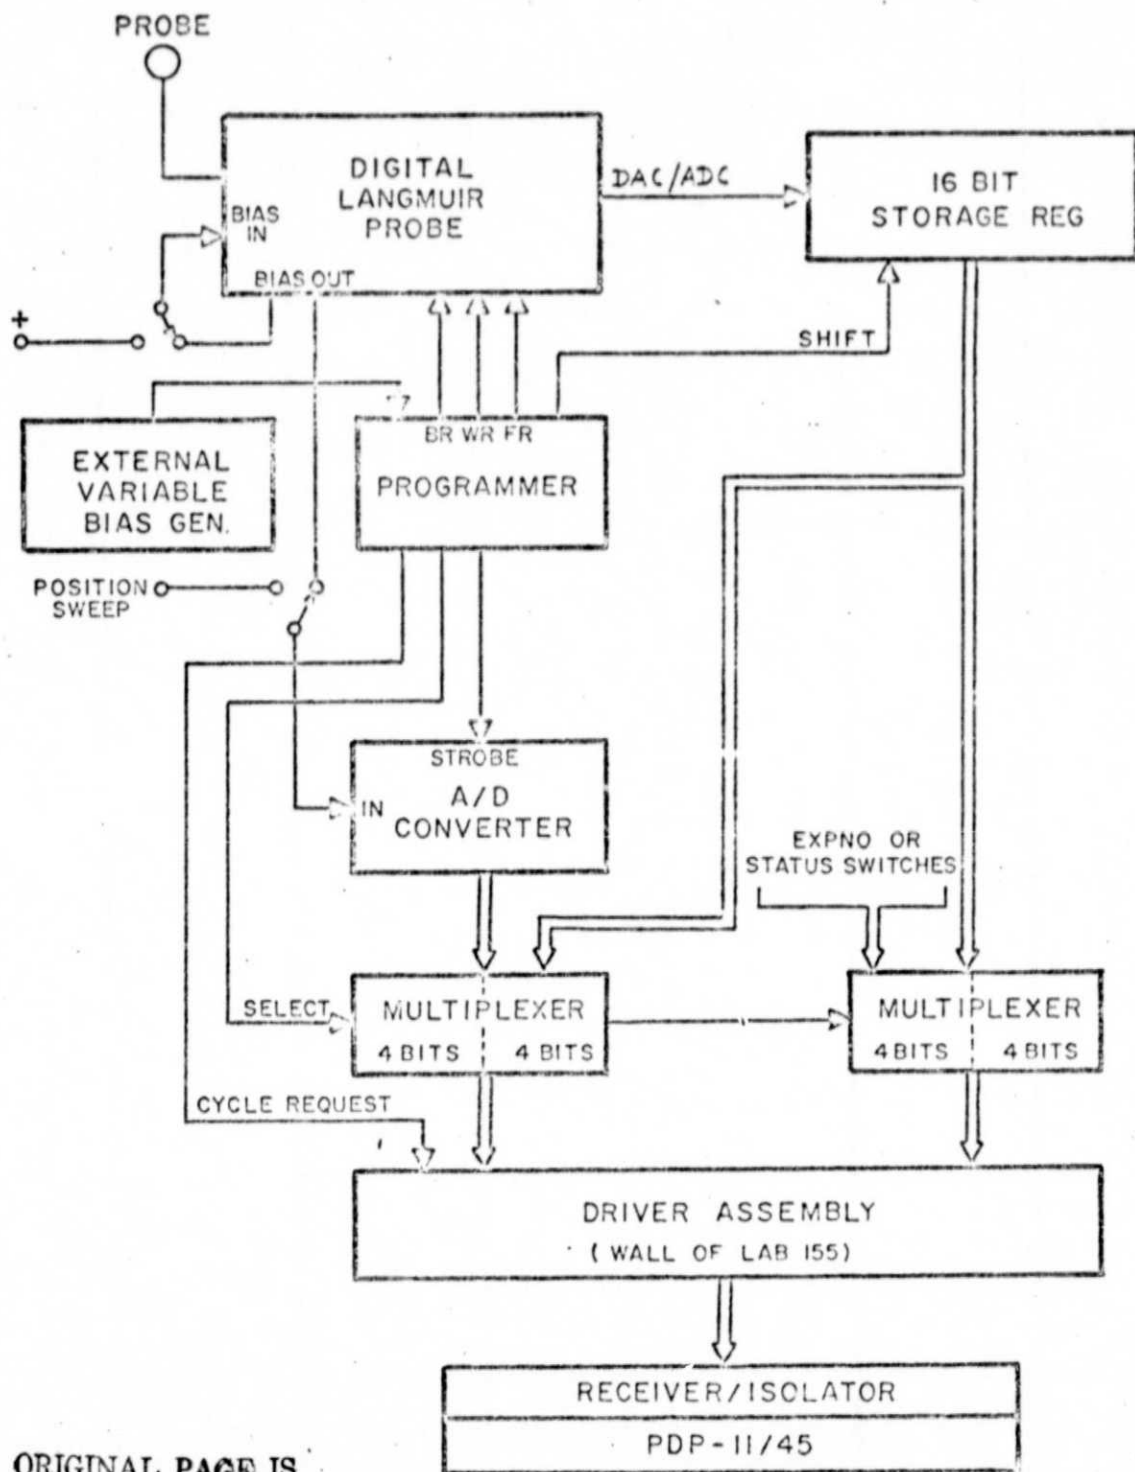 PROBE
DIGITAL
LANGMUIR
PROBE
BIAS
IN
BIAS OUT
DAC/ADC
16 BIT
STORAGE REG
+
SHIFT
EXTERNAL
VARIABLE
BIAS GEN.
BR WR FR
PROGRAMMER
POSITION
SWEEP
STROBE
IN
A/D
CONVERTER
EXPNO OR
STATUS SWITCHES
SELECT
MULTIPLEXER
4 BITS 4 BITS
MULTIPLEXER
4 BITS 4 BITS
CYCLE REQUEST
DRIVER ASSEMBLY
(WALL OF LAB 155)
RECEIVER/ISOLATOR
PDP-11/45
ORIGINAL PAGE IS